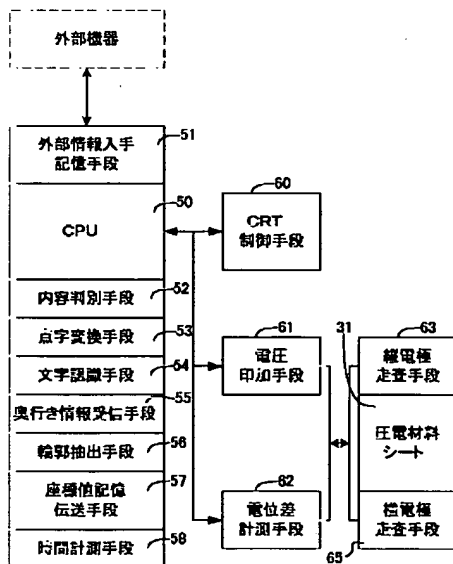 外部機器
51
外部情報入手
記憶手段
50
CPU
52
内容判別手段
53
点字変換手段
54
文字認識手段
55
奥行き情報受信手段
56
輪郭抽出手段
57
座標値記憶
伝送手段
58
時間計測手段
60
CRT
制御手段
61
電圧
印加手段
62
電位差
計測手段
31
63
縦電極
走査手段
圧電材料
シート
横電極
走査手段
65